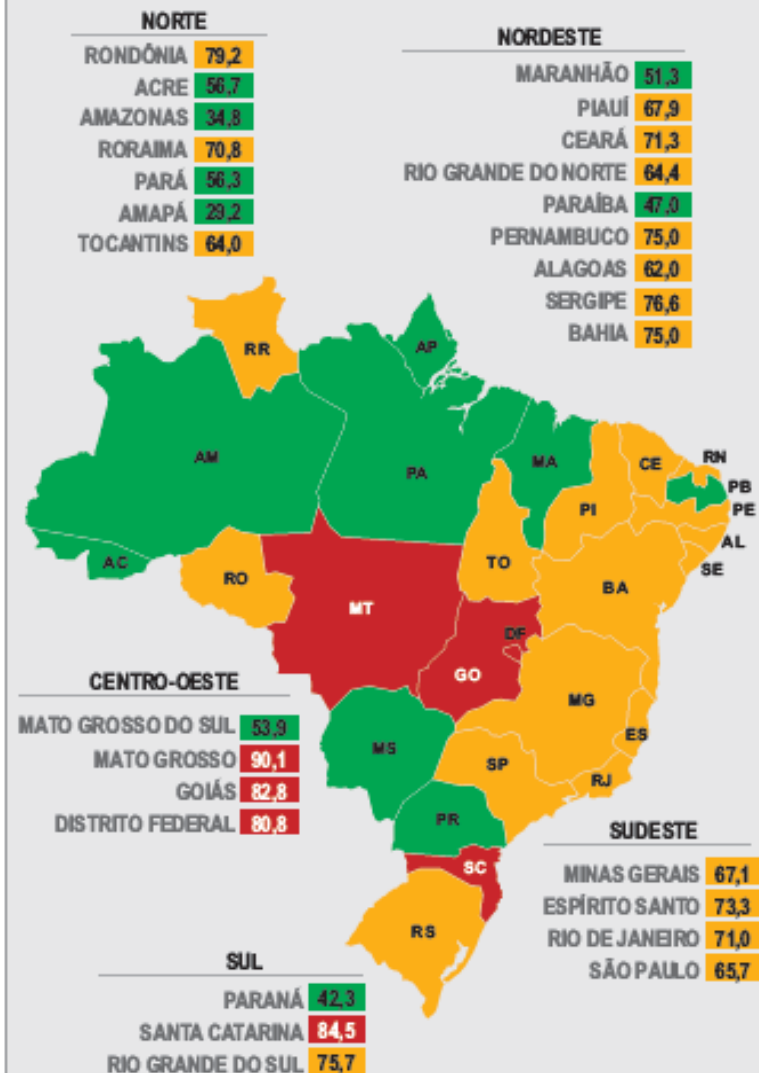 NORTE
RONDÔNIA 79,2
ACRE 56,7
AMAZONAS 34,8
RORAIMA 70,8
PARÁ 56,3
AMAPÁ 29,2
TOCANTINS 64,0
NORDESTE
MARANHÃO 51,3
PIAUÍ 67,9
CEARÁ 71,3
RIO GRANDE DO NORTE 64,4
PARAÍBA 47,0
PERNAMBUCO 75,0
ALAGOAS 62,0
SERGIPE 76,6
BAHIA 75,0
RR
AP
AM
PA
MA
CE
RN
PB
PI
PE
AL
SE
AC
RO
TO
BA
MT
DF
GO
MG
ES
MS
SP
RJ
PR
SC
RS
CENTRO-OESTE
MATO GROSSO DO SUL 53,9
MATO GROSSO 90,1
GOIÁS 82,8
DISTRITO FEDERAL 80,8
SUDESTE
MINAS GERAIS 67,1
ESPÍRITO SANTO 73,3
RIO DE JANEIRO 71,0
SÃO PAULO 65,7
SUL
PARANÁ 42,3
SANTA CATARINA 84,5
RIO GRANDE DO SUL 75,7